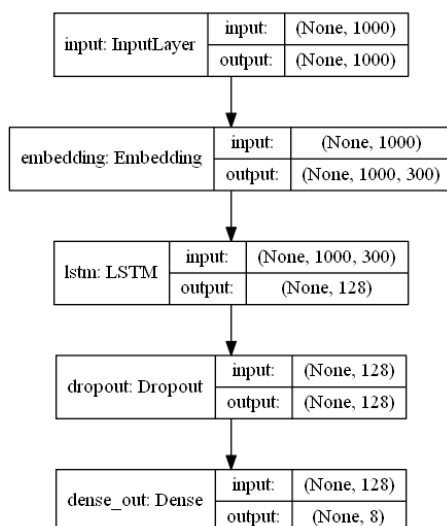 input: InputLayer
input: (None, 1000)
output: (None, 1000)
embedding: Embedding
input: (None, 1000)
output: (None, 1000, 300)
lstm: LSTM
input: (None, 1000, 300)
output: (None, 128)
dropout: Dropout
input: (None, 128)
output: (None, 128)
dense_out: Dense
input: (None, 128)
output: (None, 8)